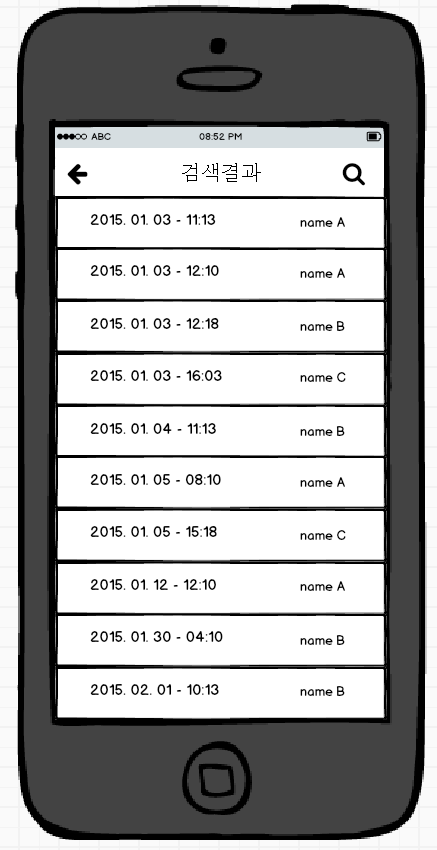 ABC 08:52 PM
검색결과
2015. 01. 03 - 11:13 name A
2015. 01. 03 - 12:10 name A
2015. 01. 03 - 12:18 name B
2015. 01. 03 - 16:03 name C
2015. 01. 04 - 11:13 name B
2015. 01. 05 - 08:10 name A
2015. 01. 05 - 15:18 name C
2015. 01. 12 - 12:10 name A
2015. 01. 30 - 04:10 name B
2015. 02. 01 - 10:13 name B